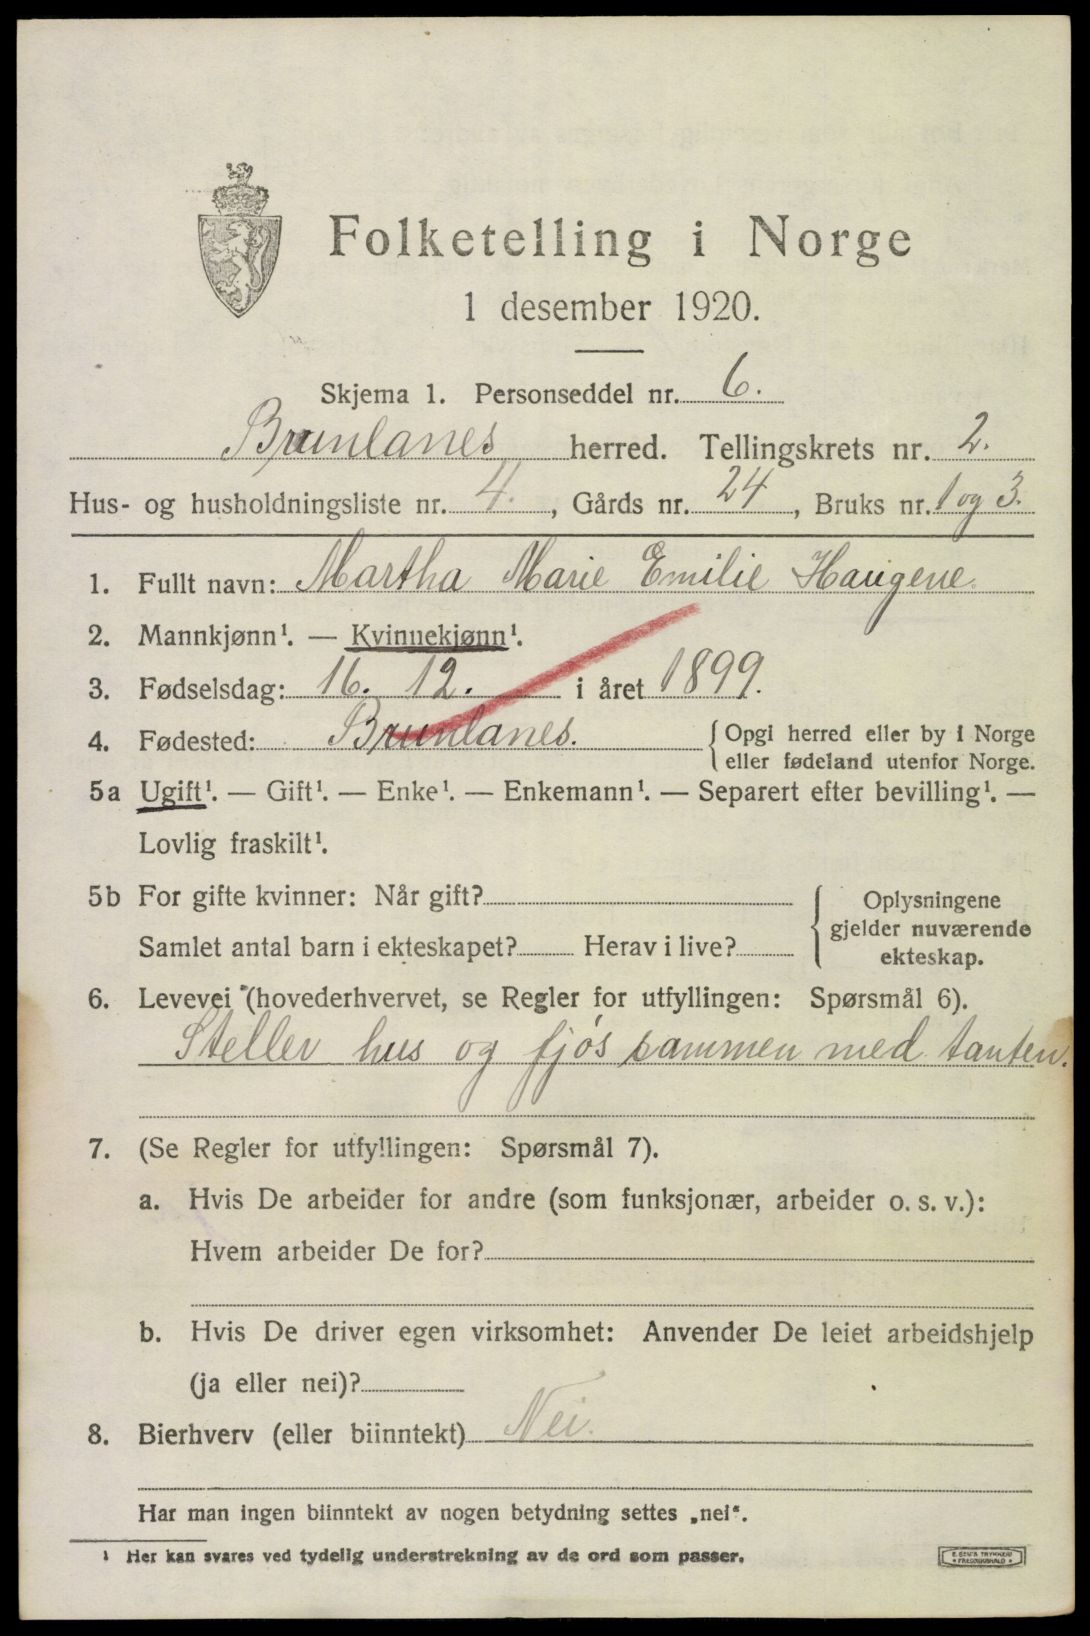 Folketelling i Norge
1 desember 1920.
Skjema 1. Personseddel nr. 6.
Brunlanes herred. Tellingskrets nr. 2.
Hus- og husholdningsliste nr. 4. , Gårds nr. 24 , Bruks nr. 1 og 3.
1. Fullt navn: Martha Marie Emilie Haugene.
2. Mannkjønn¹. — Kvinnekjønn¹.
3. Fødselsdag: 16. 12. i året 1899.
4. Fødested: Brunlanes. { Opgi herred eller by i Norge
eller fødeland utenfor Norge.
5a Ugift¹. — Gift¹. — Enke¹. — Enkemann¹. — Separert efter bevilling¹. —
Lovlig fraskilt¹.
5b For gifte kvinner: Når gift?
Samlet antal barn i ekteskapet? Herav i live?
Oplysningene
gjelder nuværende
ekteskap.
6. Levevei (hovederhvervet, se Regler for utfyllingen: Spørsmål 6).
Steller hus og fjøs sammen med tanten.
7. (Se Regler for utfyllingen: Spørsmål 7).
a. Hvis De arbeider for andre (som funksjonær, arbeider o. s. v.):
Hvem arbeider De for?
b. Hvis De driver egen virksomhet: Anvender De leiet arbeidshjelp
(ja eller nei)?
8. Bierhverv (eller biinntekt) Nei.
Har man ingen biinntekt av nogen betydning settes „nei“.
¹ Her kan svares ved tydelig understrekning av de ord som passer.